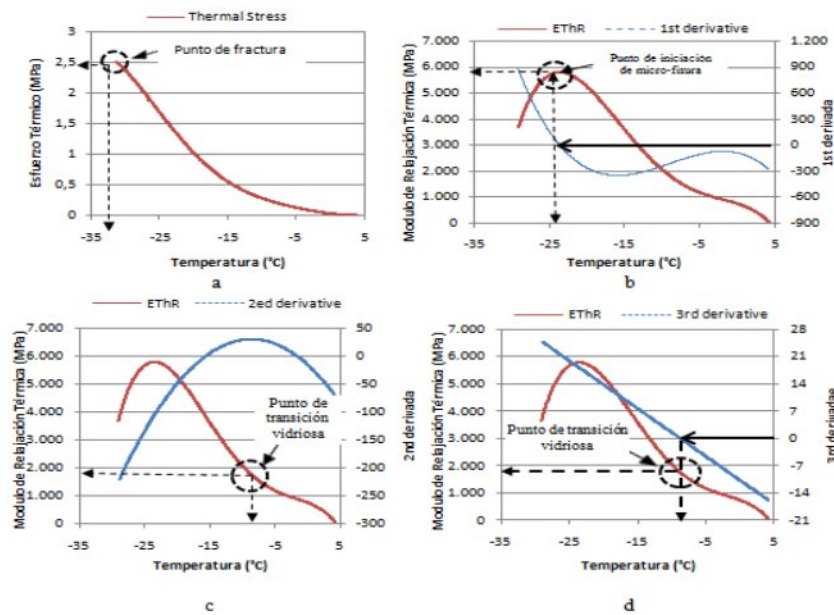 Thermal Stress
3
2,5
2
1,5
1
0,5
0
Punto de fractura
Esfuerzo Térmico (MPa)
-35 -25 -15 -5 5
Temperatura (°C)
a
EThR 1st derivative
7.000
6.000
5.000
4.000
3.000
2.000
1.000
0
Punto de iniciación
de micro-fisura
Modulo de Relajación Térmica (MPa)
1.200
900
600
300
0
-300
-600
-900
1st derivada
-35 -25 -15 -5 5
Temperatura (°C)
b
EThR 2ed derivative
7.000
6.000
5.000
4.000
3.000
2.000
1.000
0
Punto de
transición
vidriosa
Modulo de Relajación Térmica (MPa)
50
0
-50
-100
-150
-200
-250
-300
2nd derivada
-35 -25 -15 -5 5
Temperatura (°C)
c
EThR 3rd derivative
7.000
6.000
5.000
4.000
3.000
2.000
1.000
0
Punto de transición
vidriosa
Modulo de Relajación Térmica (MPa)
28
21
14
7
0
-7
-14
-21
3rd derivadae
-35 -25 -15 -5 5
Temperatura (°C)
d